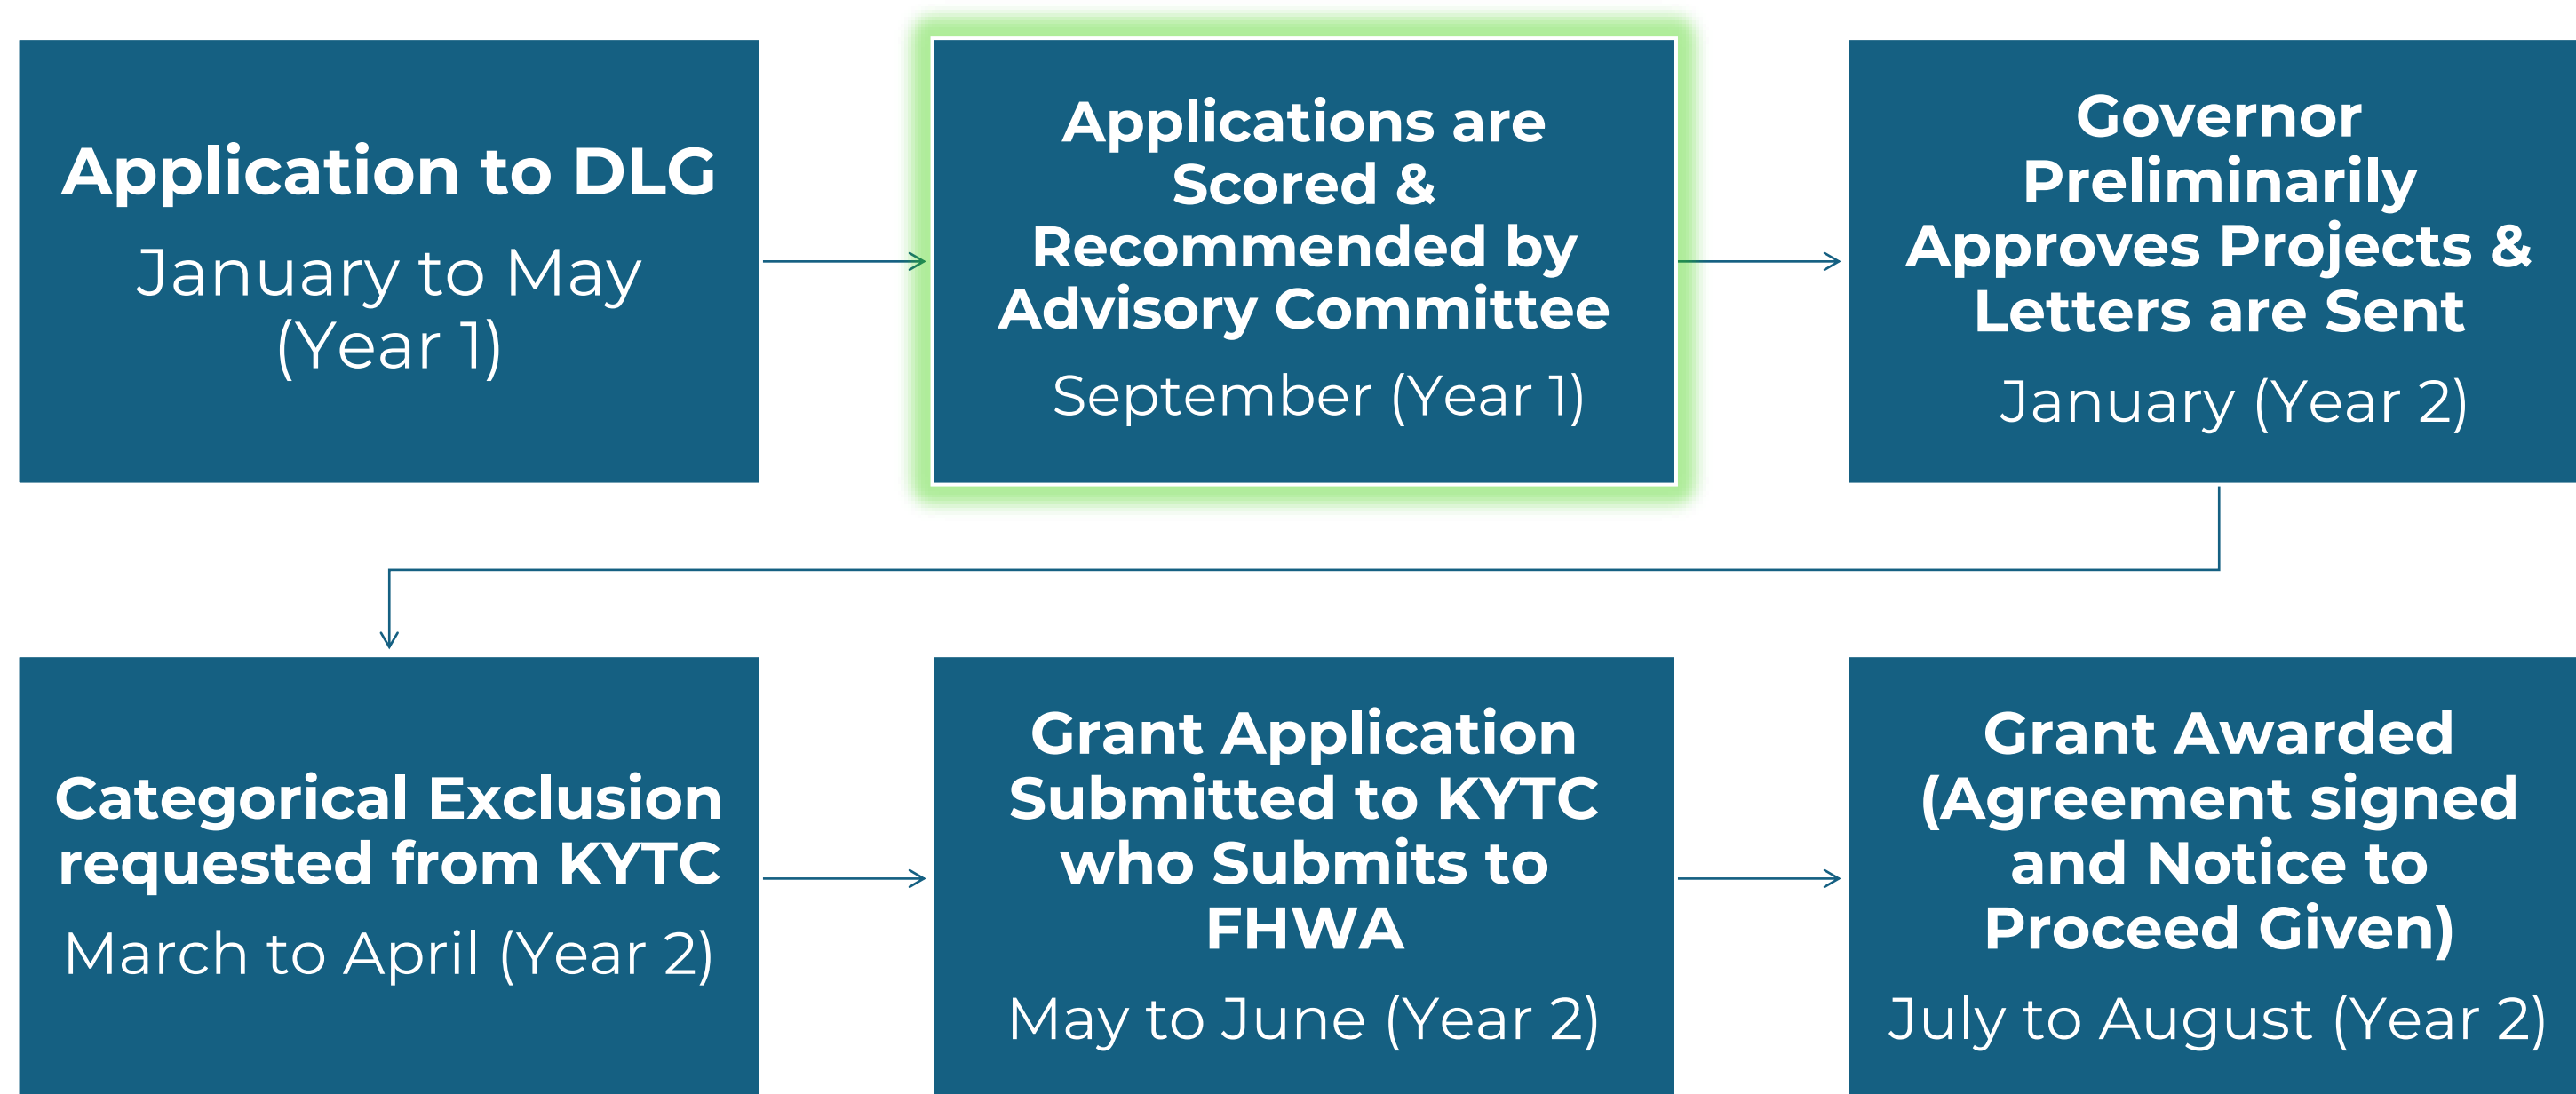 Application to DLG
January to May
(Year 1)
Applications are
Scored &
Recommended by
Advisory Committee
September (Year 1)
Governor
Preliminarily
Approves Projects &
Letters are Sent
January (Year 2)
Categorical Exclusion
requested from KYTC
March to April (Year 2)
Grant Application
Submitted to KYTC
who Submits to
FHWA
May to June (Year 2)
Grant Awarded
(Agreement signed
and Notice to
Proceed Given)
July to August (Year 2)